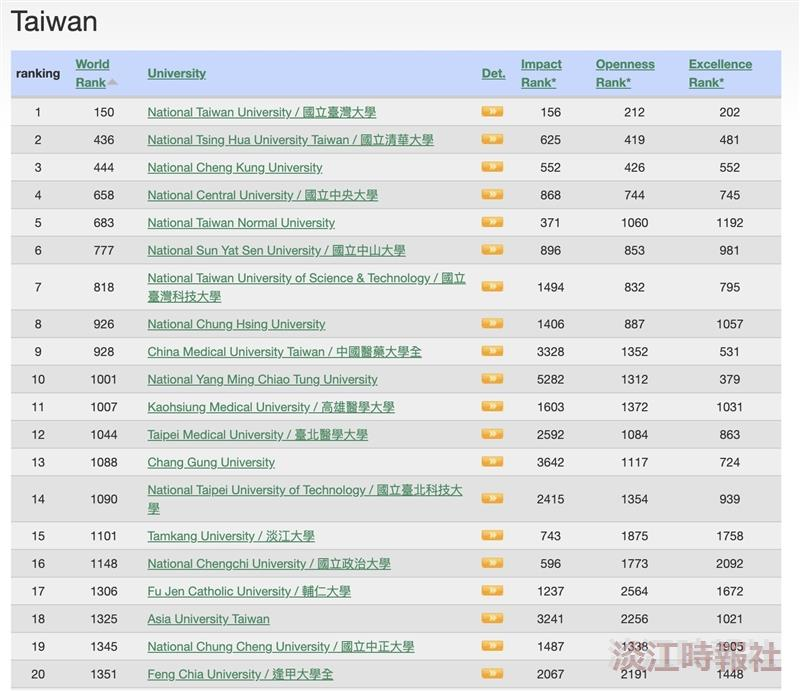 Taiwan
ranking World Rank University Det. Impact Rank* Openness Rank* Excellence Rank*
1 150 National Taiwan University / 國立臺灣大學 156 212 202
2 436 National Tsing Hua University Taiwan / 國立清華大學 625 419 481
3 444 National Cheng Kung University 552 426 552
4 658 National Central University / 國立中央大學 868 744 745
5 683 National Taiwan Normal University 371 1060 1192
6 777 National Sun Yat Sen University / 國立中山大學 896 853 981
7 818 National Taiwan University of Science & Technology / 國立臺灣科技大學 1494 832 795
8 926 National Chung Hsing University 1406 887 1057
9 928 China Medical University Taiwan / 中國醫藥大學全 3328 1352 531
10 1001 National Yang Ming Chiao Tung University 5282 1312 379
11 1007 Kaohsiung Medical University / 高雄醫學大學 1603 1372 1031
12 1044 Taipei Medical University / 臺北醫學大學 2592 1084 863
13 1088 Chang Gung University 3642 1117 724
14 1090 National Taipei University of Technology / 國立臺北科技大學 2415 1354 939
15 1101 Tamkang University / 淡江大學 743 1875 1758
16 1148 National Chengchi University / 國立政治大學 596 1773 2092
17 1306 Fu Jen Catholic University / 輔仁大學 1237 2564 1672
18 1325 Asia University Taiwan 3241 2256 1021
19 1345 National Chung Cheng University / 國立中正大學 1487 1338 1905
20 1351 Feng Chia University / 逢甲大學全 2067 2191 1448
淡江時報社